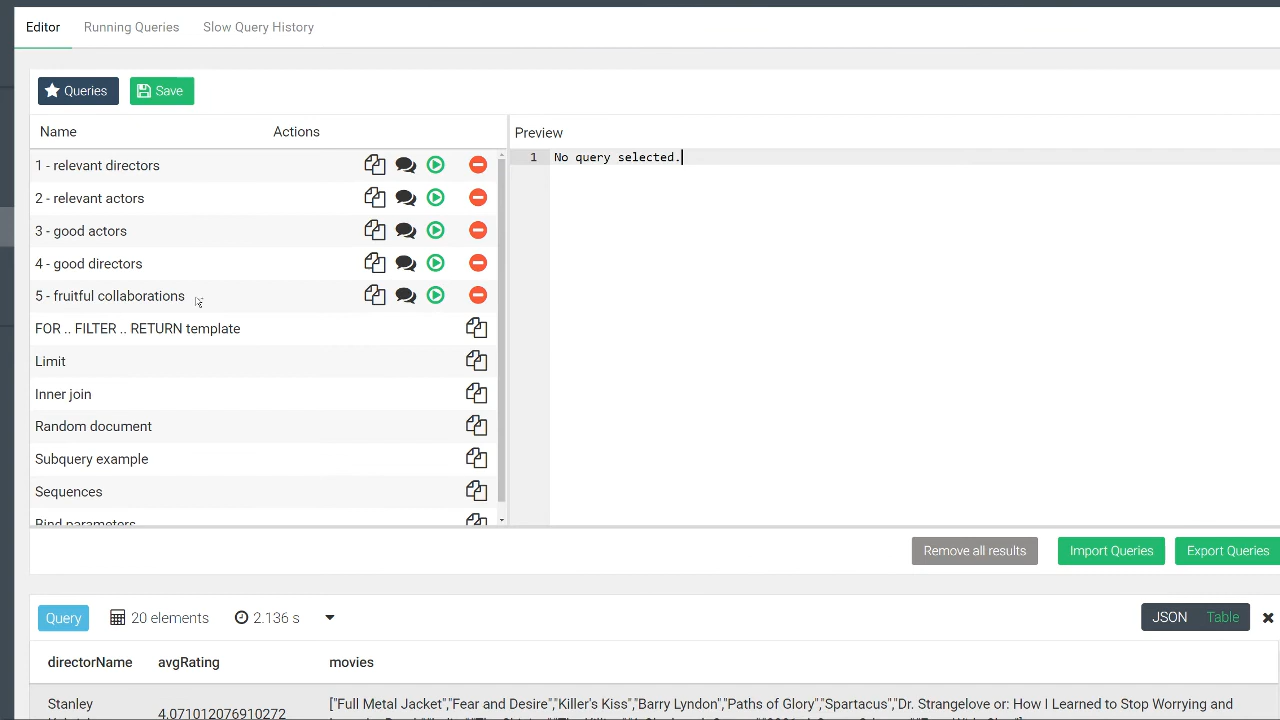 Editor Running Queries Slow Query History
Queries Save
Name Actions Preview
1 No query selected.
1 - relevant directors
2 - relevant actors
3 - good actors
4 - good directors
5 - fruitful collaborations
FOR .. FILTER .. RETURN template
Limit
Inner join
Random document
Subquery example
Sequences
Bind parameters
Remove all results Import Queries Export Queries
Query 20 elements 2.136 s JSON Table
directorName avgRating movies
Stanley 4.071012076910272 ["Full Metal Jacket","Fear and Desire","Killer's Kiss","Barry Lyndon","Paths of Glory","Spartacus","Dr. Strangelove or: How I Learned to Stop Worrying and